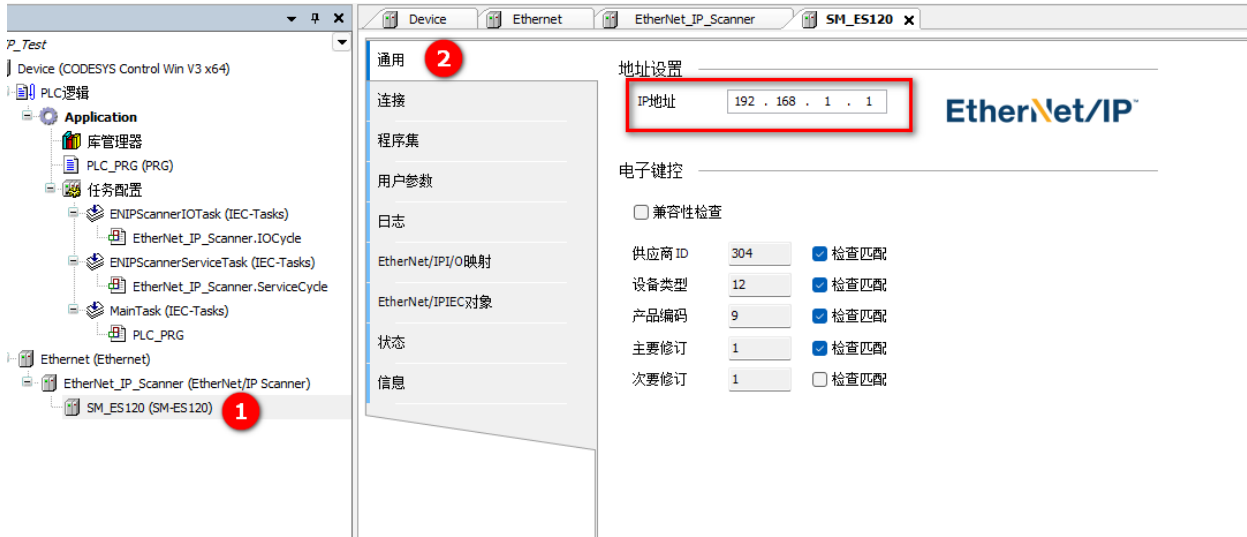 Device
Ethernet
EtherNet_IP_Scanner
SM_ES120
P_Test
Device (CODESYS Control Win V3 x64)
PLC逻辑
Application
库管理器
PLC_PRG (PRG)
任务配置
ENIPScannerIOTask (IEC-Tasks)
EtherNet_IP_Scanner.IOCycle
ENIPScannerServiceTask (IEC-Tasks)
EtherNet_IP_Scanner.ServiceCycle
MainTask (IEC-Tasks)
PLC_PRG
Ethernet (Ethernet)
EtherNet_IP_Scanner (EtherNet/IP Scanner)
SM_ES120 (SM-ES120) 1
通用 2
连接
程序集
用户参数
日志
EtherNet/IPI/O映射
EtherNet/IPIEC对象
状态
信息
地址设置
IP地址 192 . 168 . 1 . 1
EtherNet/IP™
电子键控
兼容性检查
供应商ID 304 检查匹配
设备类型 12 检查匹配
产品编码 9 检查匹配
主要修订 1 检查匹配
次要修订 1 检查匹配